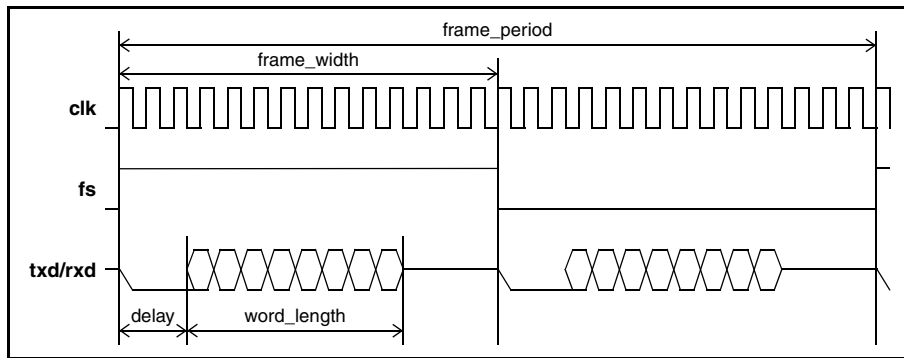 frame_period
frame_width
clk
fs
txd/rxd
delay
word_length